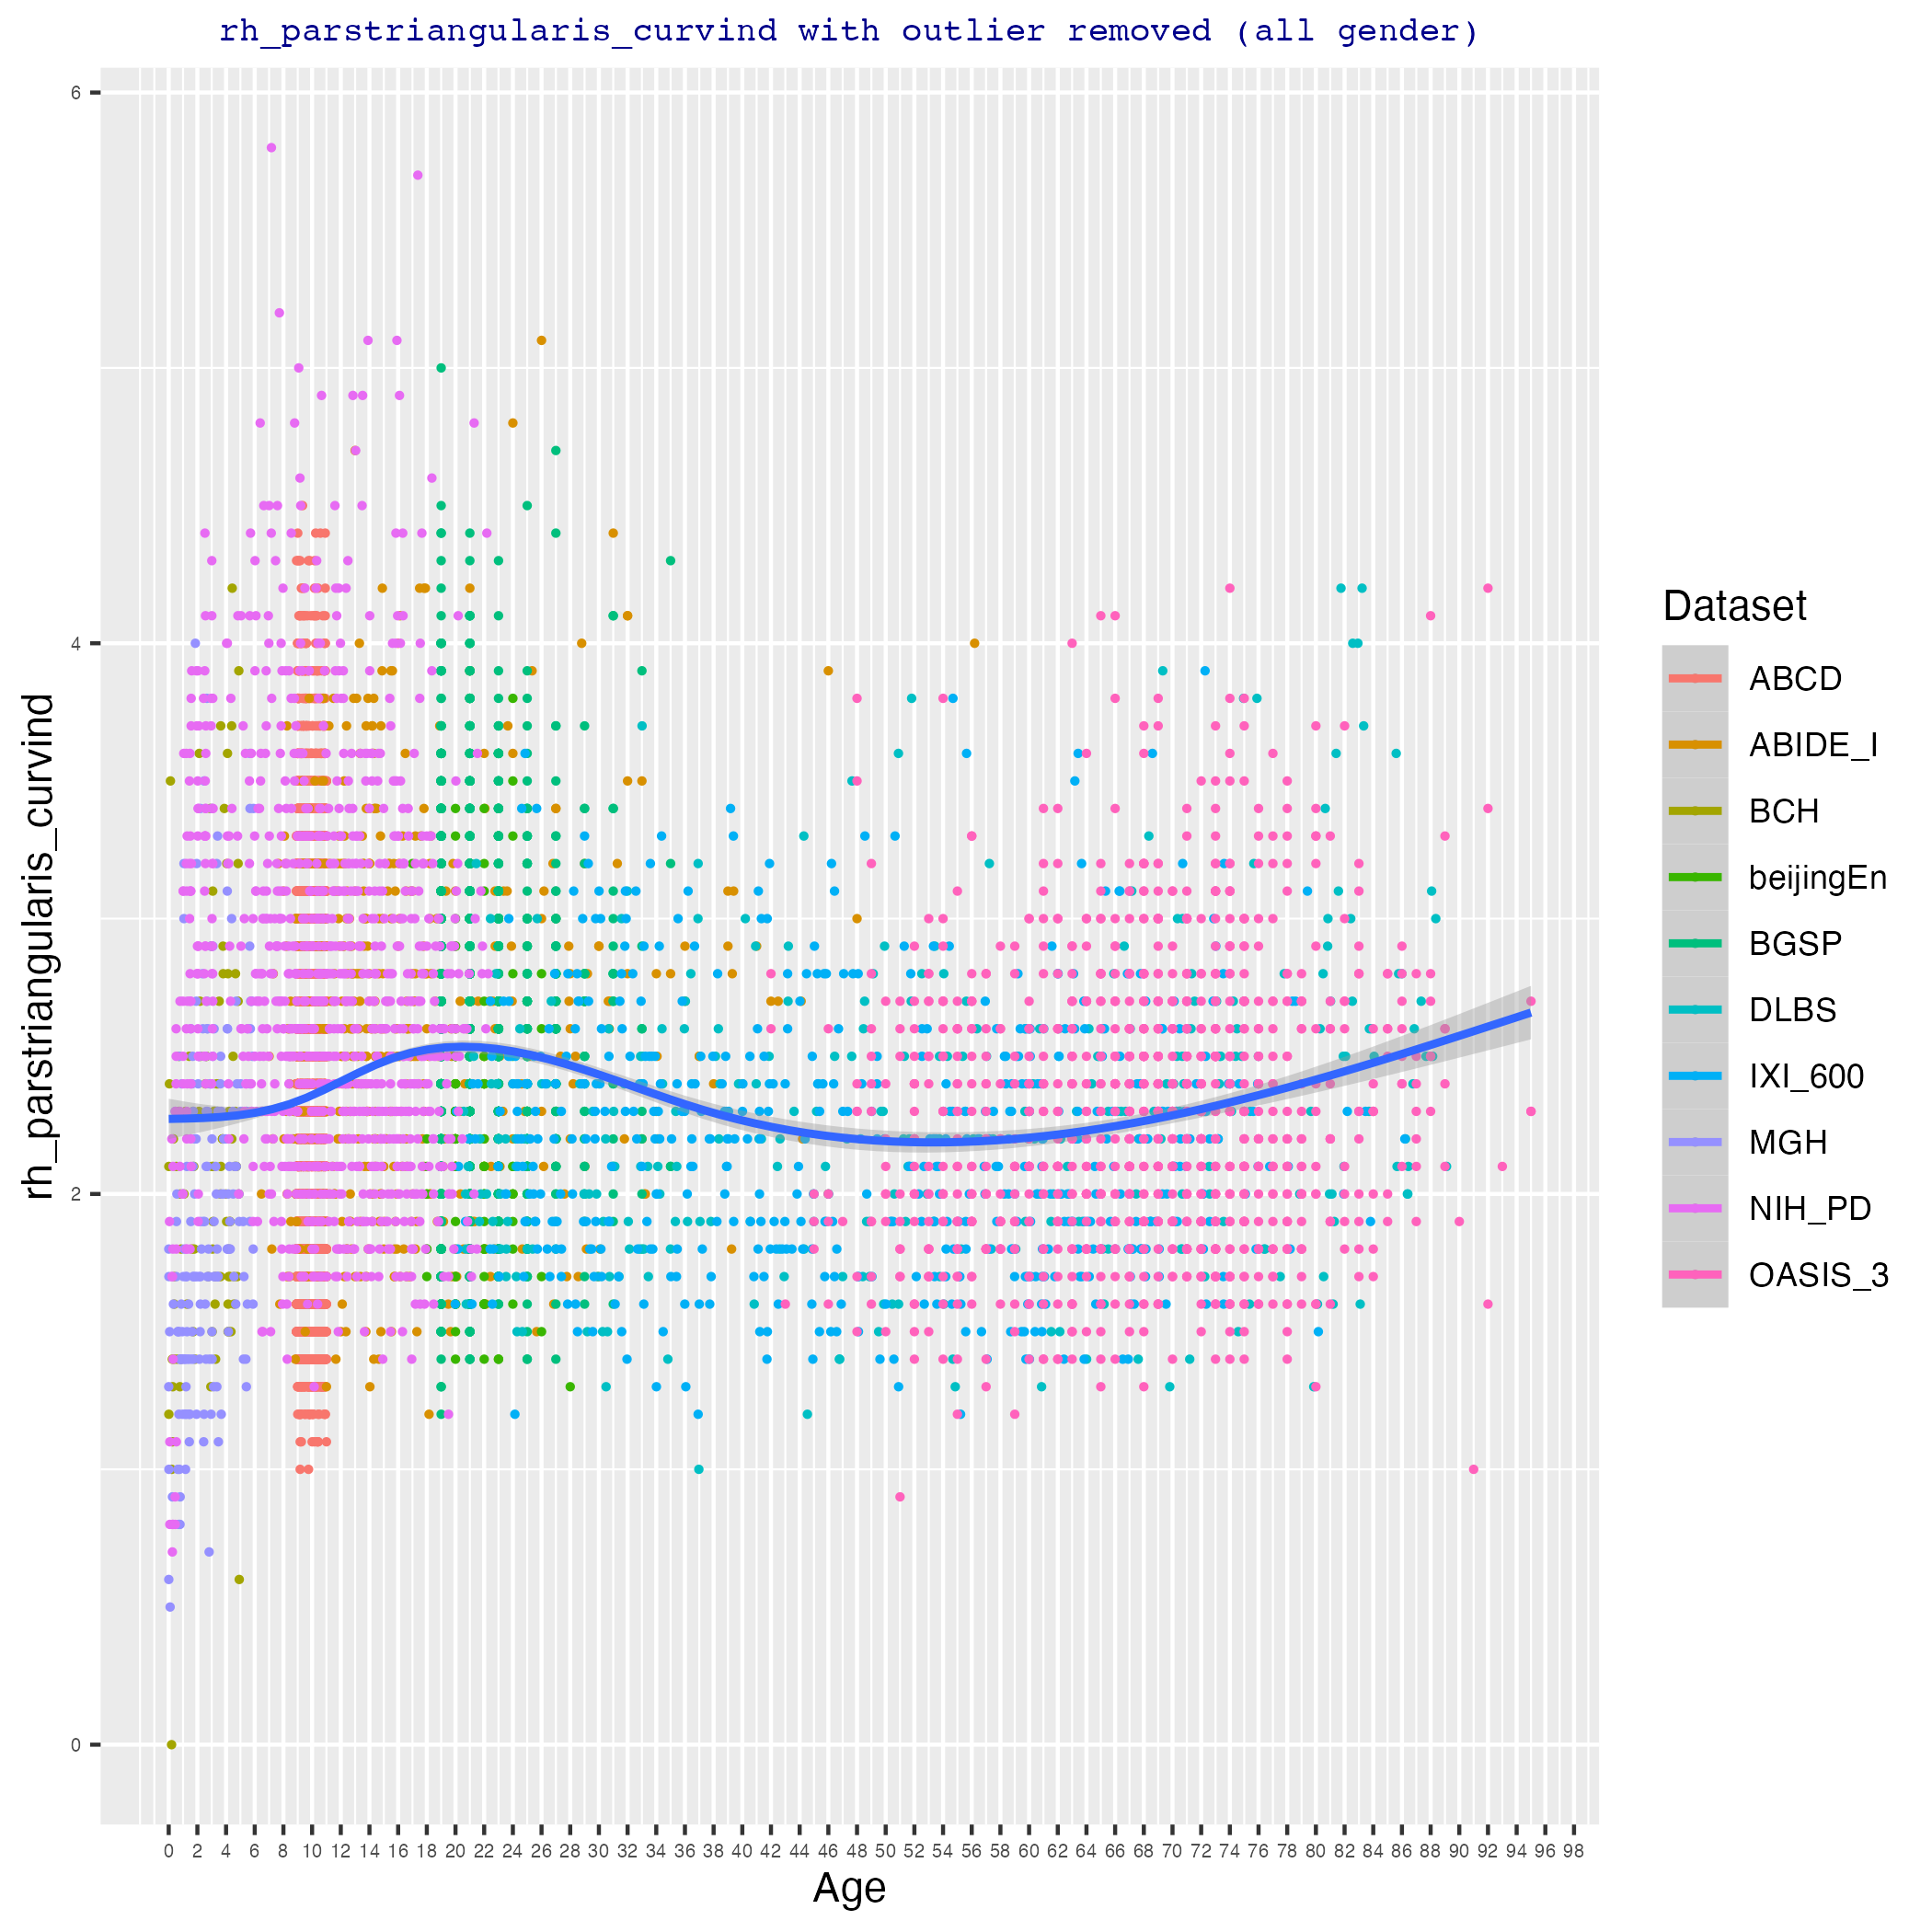 rh_parstriangularis_curvind with outlier removed (all gender)
rh_parstriangularis_curvind
6
4
2
0
0 2 4 6 8 10 12 14 16 18 20 22 24 26 28 30 32 34 36 38 40 42 44 46 48 50 52 54 56 58 60 62 64 66 68 70 72 74 76 78 80 82 84 86 88 90 92 94 96 98
Age
Dataset
ABCD
ABIDE_I
BCH
beijingEn
BGSP
DLBS
IXI_600
MGH
NIH_PD
OASIS_3